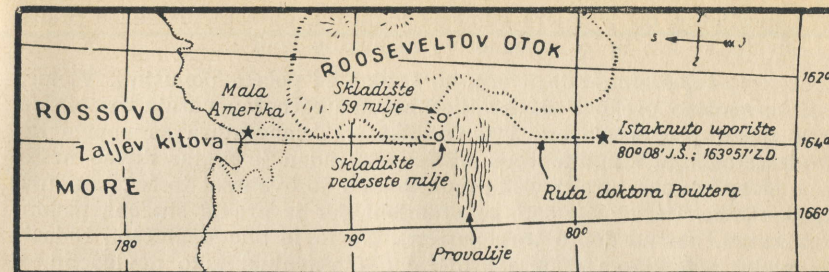 ROOSEVELTOV OTOK
S J
Z
162°
Mala
Amerika
Skladište
59 milje
ROSSOVO
Zaljev kitova
MORE
Istaknuto uporište
80°08' J.Š.; 163°57' Z.D.
164°
Skladište
pedesete milje
Ruta doktora Poultera
166°
78°
79°
80°
Provalije